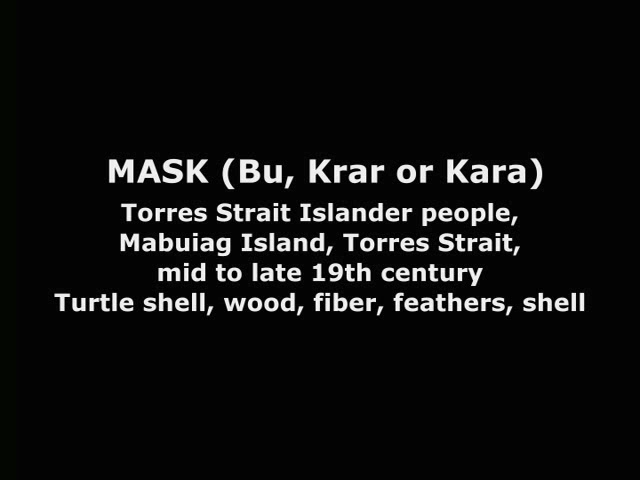 MASK (Bu, Krar or Kara)
Torres Strait Islander people,
Mabuiag Island, Torres Strait,
mid to late 19th century
Turtle shell, wood, fiber, feathers, shell